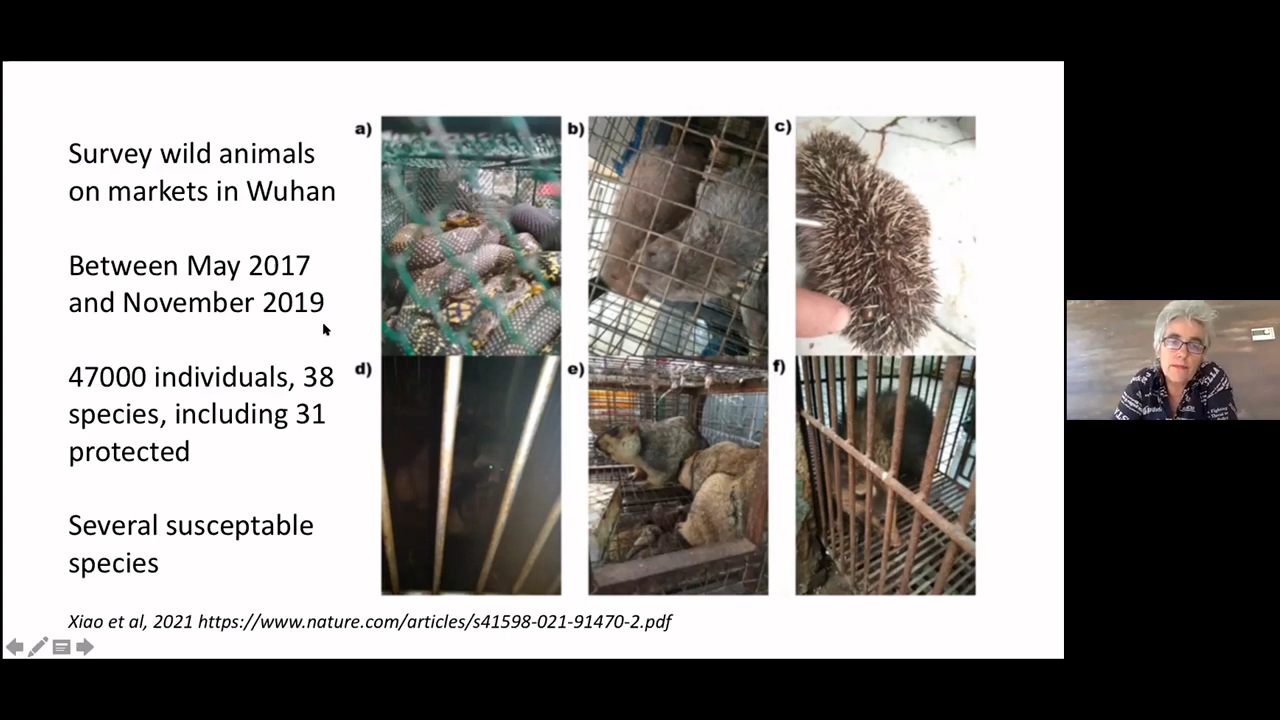 Survey wild animals
on markets in Wuhan
Between May 2017
and November 2019
47000 individuals, 38
species, including 31
protected
Several susceptable
species
a)
b)
c)
d)
e)
f)
Xiao et al, 2021 https://www.nature.com/articles/s41598-021-91470-2.pdf